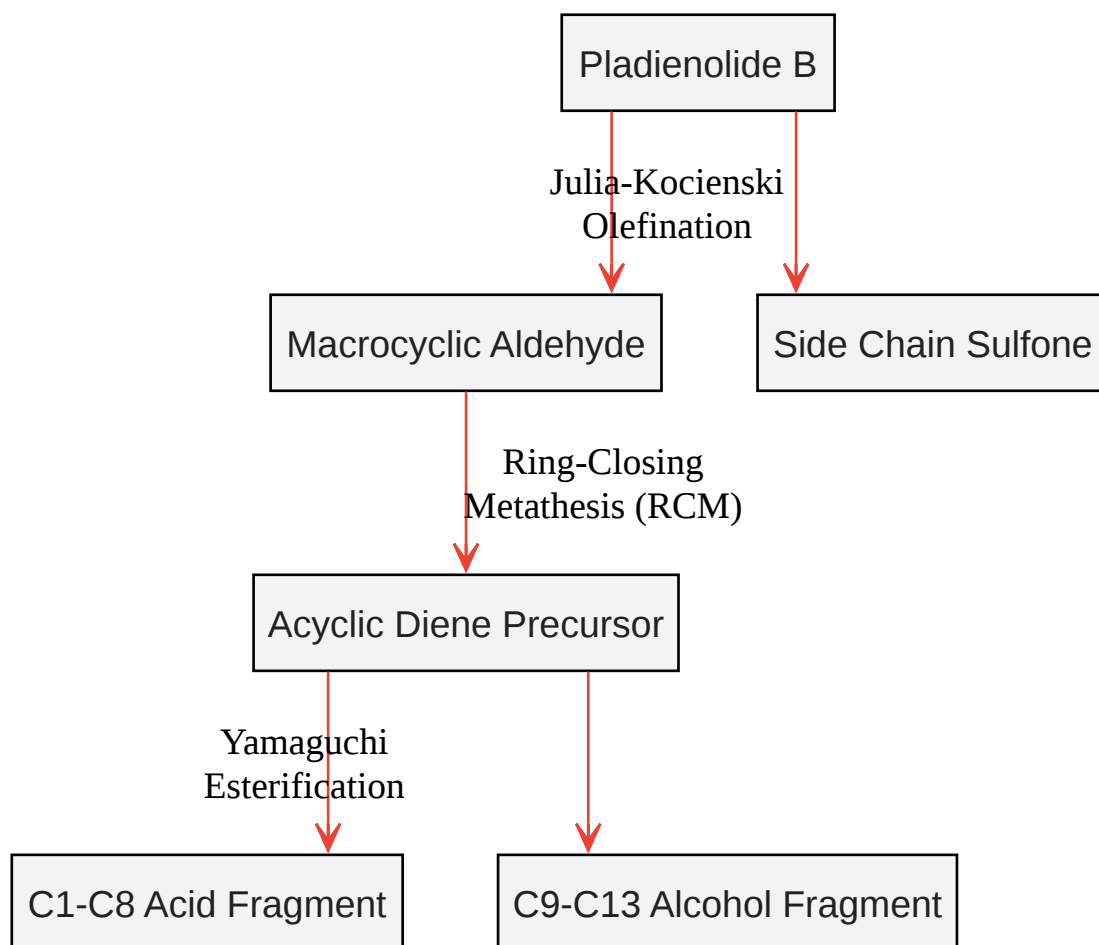 Pladienolide B
Julia-Kocienski
Olefination
Macrocyclic Aldehyde
Side Chain Sulfone
Ring-Closing
Metathesis (RCM)
Acyclic Diene Precursor
Yamaguchi
Esterification
C1-C8 Acid Fragment
C9-C13 Alcohol Fragment